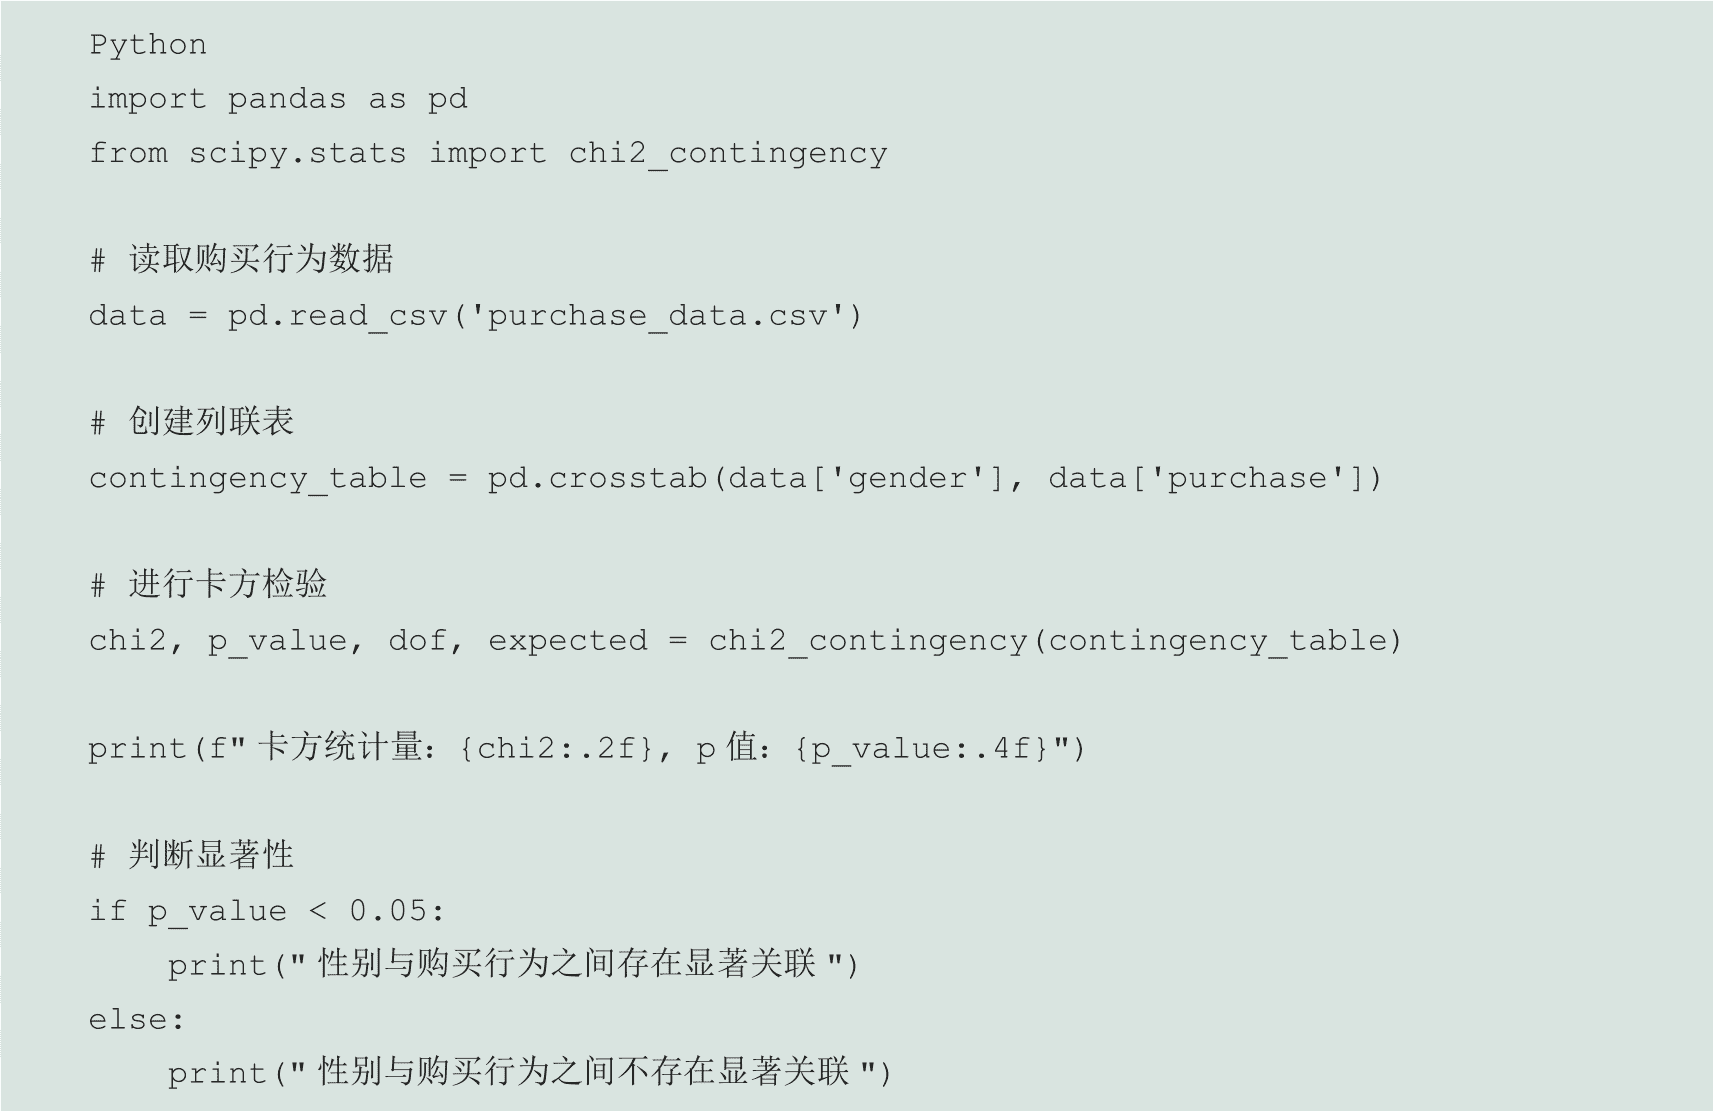 Python
import pandas as pd
from scipy.stats import chi2_contingency
# 读取购买行为数据
data = pd.read_csv('purchase_data.csv')
# 创建列联表
contingency_table = pd.crosstab(data['gender'], data['purchase'])
# 进行卡方检验
chi2, p_value, dof, expected = chi2_contingency(contingency_table)
print(f" 卡方统计量：{chi2:.2f}, p 值：{p_value:.4f}")
# 判断显著性
if p_value < 0.05:
    print(" 性别与购买行为之间存在显著关联 ")
else:
    print(" 性别与购买行为之间不存在显著关联 ")